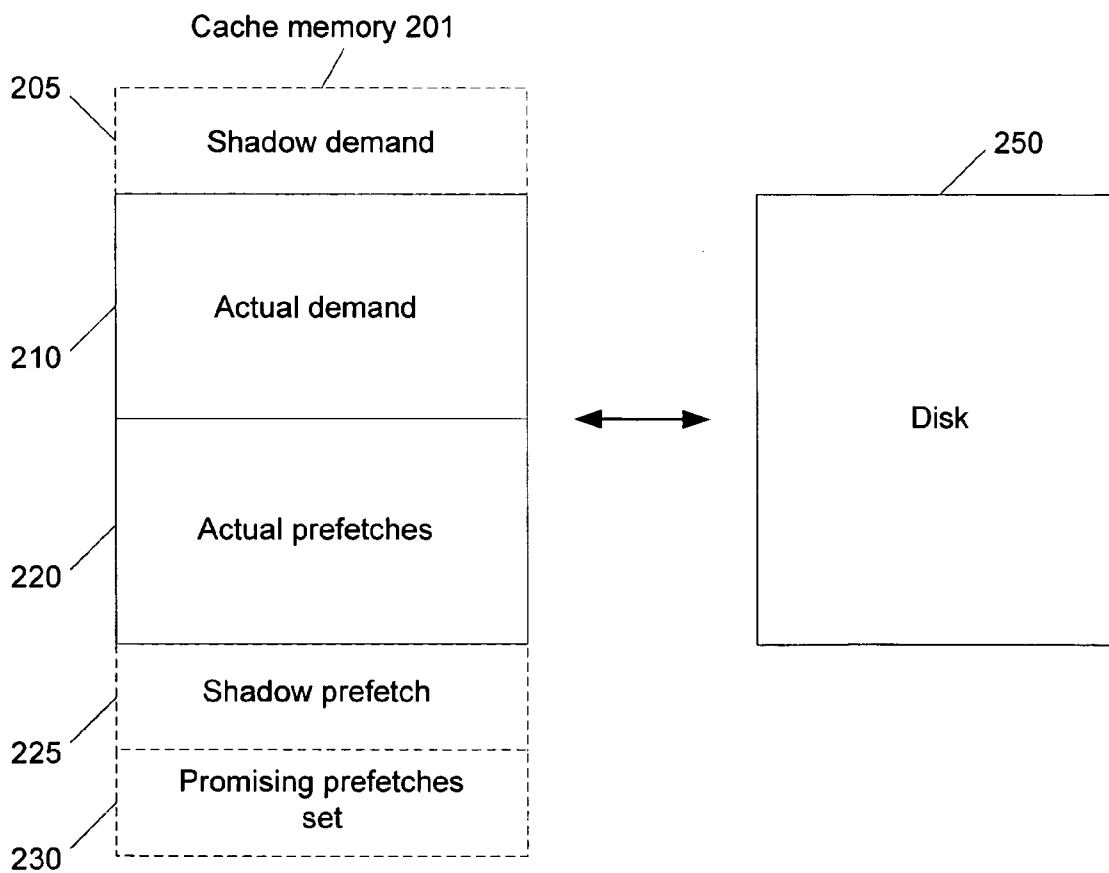 Cache memory 201
205
Shadow demand
250
Actual demand
210
Disk
Actual prefetches
220
Shadow prefetch
225
Promising prefetches
set
230